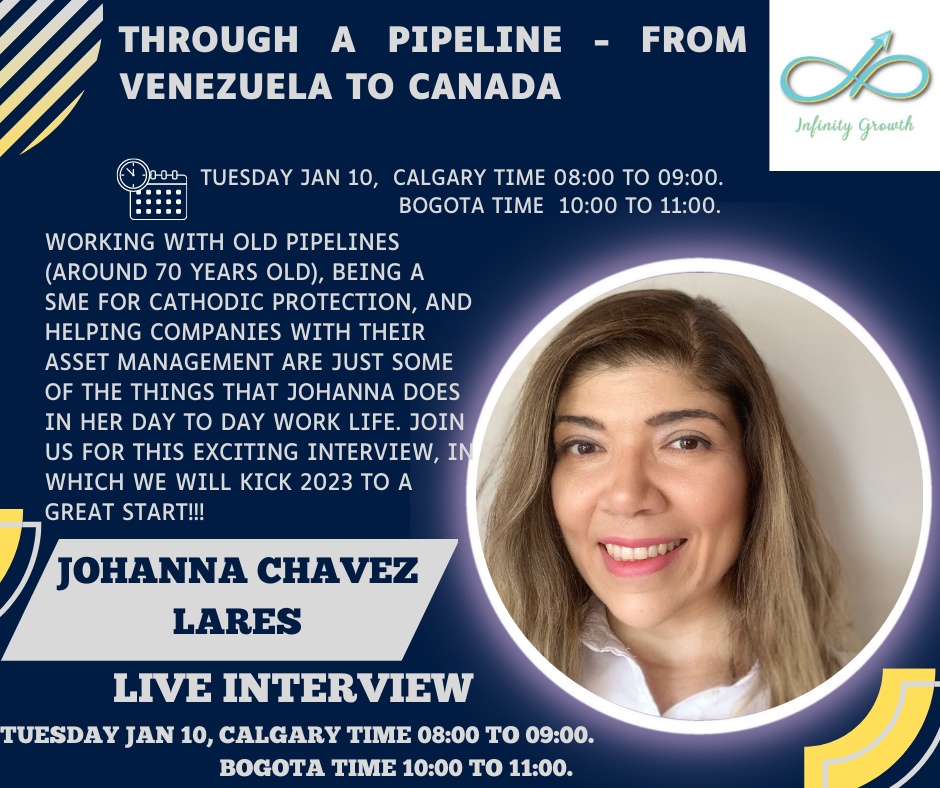 THROUGH A PIPELINE - FROM
VENEZUELA TO CANADA
Infinity Growth
TUESDAY JAN 10, CALGARY TIME 08:00 TO 09:00.
BOGOTA TIME 10:00 TO 11:00.
WORKING WITH OLD PIPELINES
(AROUND 70 YEARS OLD), BEING A
SME FOR CATHODIC PROTECTION, AND
HELPING COMPANIES WITH THEIR
ASSET MANAGEMENT ARE JUST SOME
OF THE THINGS THAT JOHANNA DOES
IN HER DAY TO DAY WORK LIFE. JOIN
US FOR THIS EXCITING INTERVIEW, IN
WHICH WE WILL KICK 2023 TO A
GREAT START!!!
JOHANNA CHAVEZ
LARES
LIVE INTERVIEW
TUESDAY JAN 10, CALGARY TIME 08:00 TO 09:00.
BOGOTA TIME 10:00 TO 11:00.